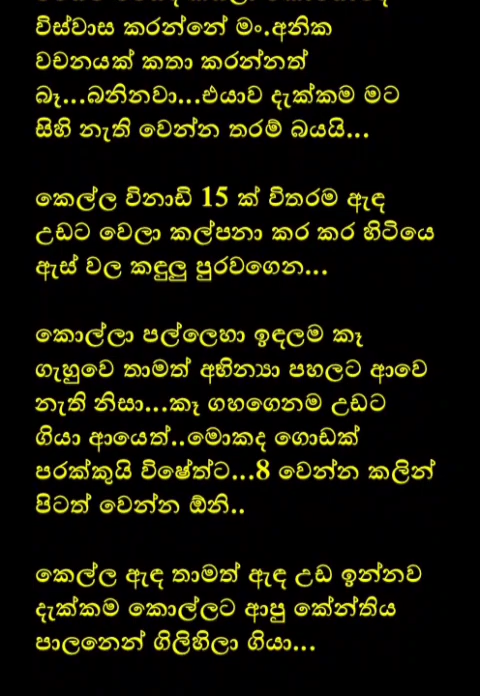 විස්වාස කරන්නේ මං.අනික
වචනයක් කතා කරන්නත්
බෑ...බනිනවා...එයාව දැක්කම මට
සිහි නැති වෙන්න තරම් බයයි...
කෙල්ල විනාඩි 15 ක් විතරම ඇඳ
උඩට වෙලා කල්පනා කර කර හිටියෙ
ඇස් වල කඳුලු පුරවගෙන...
කොල්ලා පල්ලෙහා ඉඳලම කෑ
ගැහුවෙ තාමත් අභින්‍යා පහලට ආවෙ
නැති නිසා...කෑ ගහගෙනම උඩට
ගියා ආයෙත්..මොකද ගොඩක්
පරක්කුයි විෂේත්ට...8 වෙන්න කලින්
පිටත් වෙන්න ඕනි..
කෙල්ල ඇඳ තාමත් ඇඳ උඩ ඉන්නව
දැක්කම කොල්ලට ආපු කේන්තිය
පාලනෙන් ගිලිහිලා ගියා...